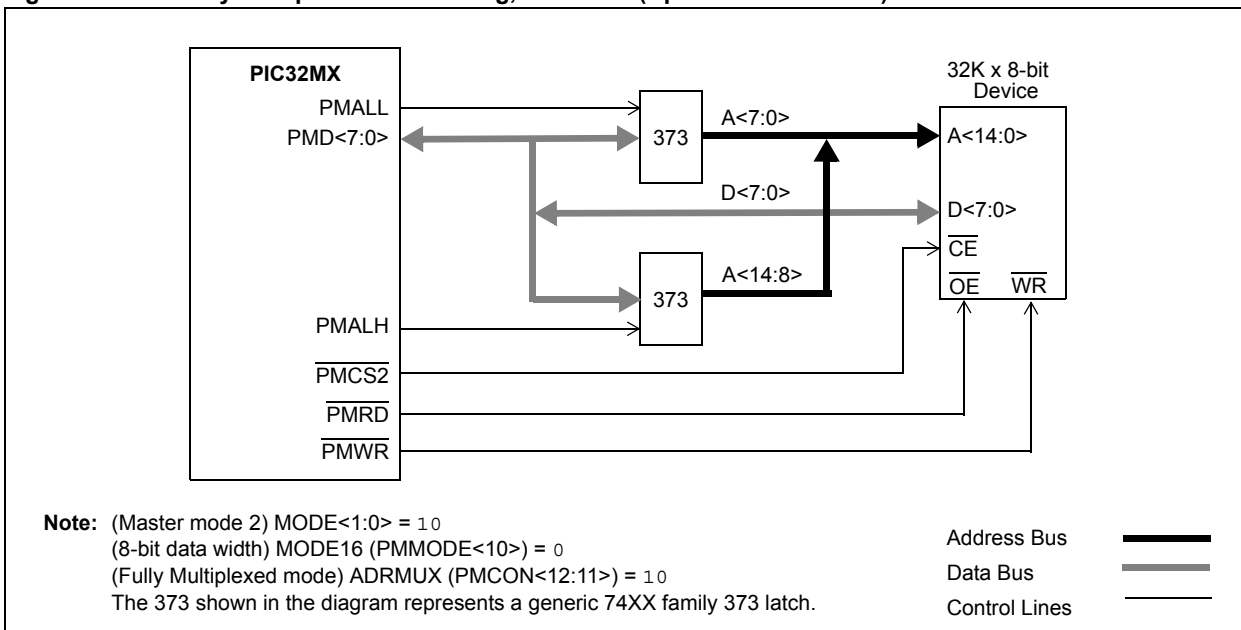 PIC32MX
PMALL
PMD<7:0>
373
A<7:0>
32K x 8-bit
Device
A<14:0>
D<7:0>
D<7:0>
CE
OE WR
373
A<14:8>
PMALH
PMCS2
PMRD
PMWR
Note: (Master mode 2) MODE<1:0> = 10
(8-bit data width) MODE16 (PMMODE<10>) = 0
(Fully Multiplexed mode) ADRMUX (PMCON<12:11>) = 10
The 373 shown in the diagram represents a generic 74XX family 373 latch.
Address Bus
Data Bus
Control Lines